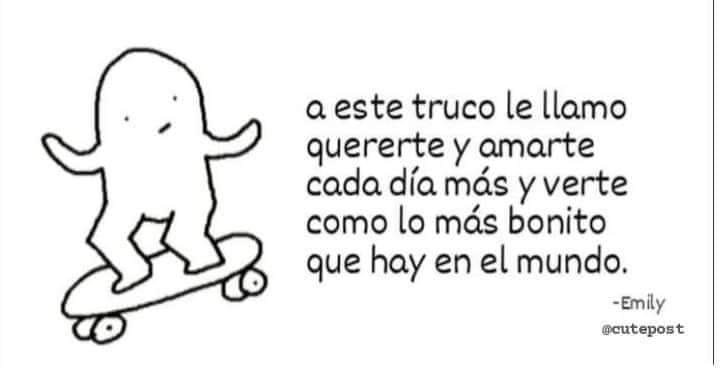 a este truco le llamo
quererte y amarte
cada día más y verte
como lo más bonito
que hay en el mundo.
-Emily
@cutepost